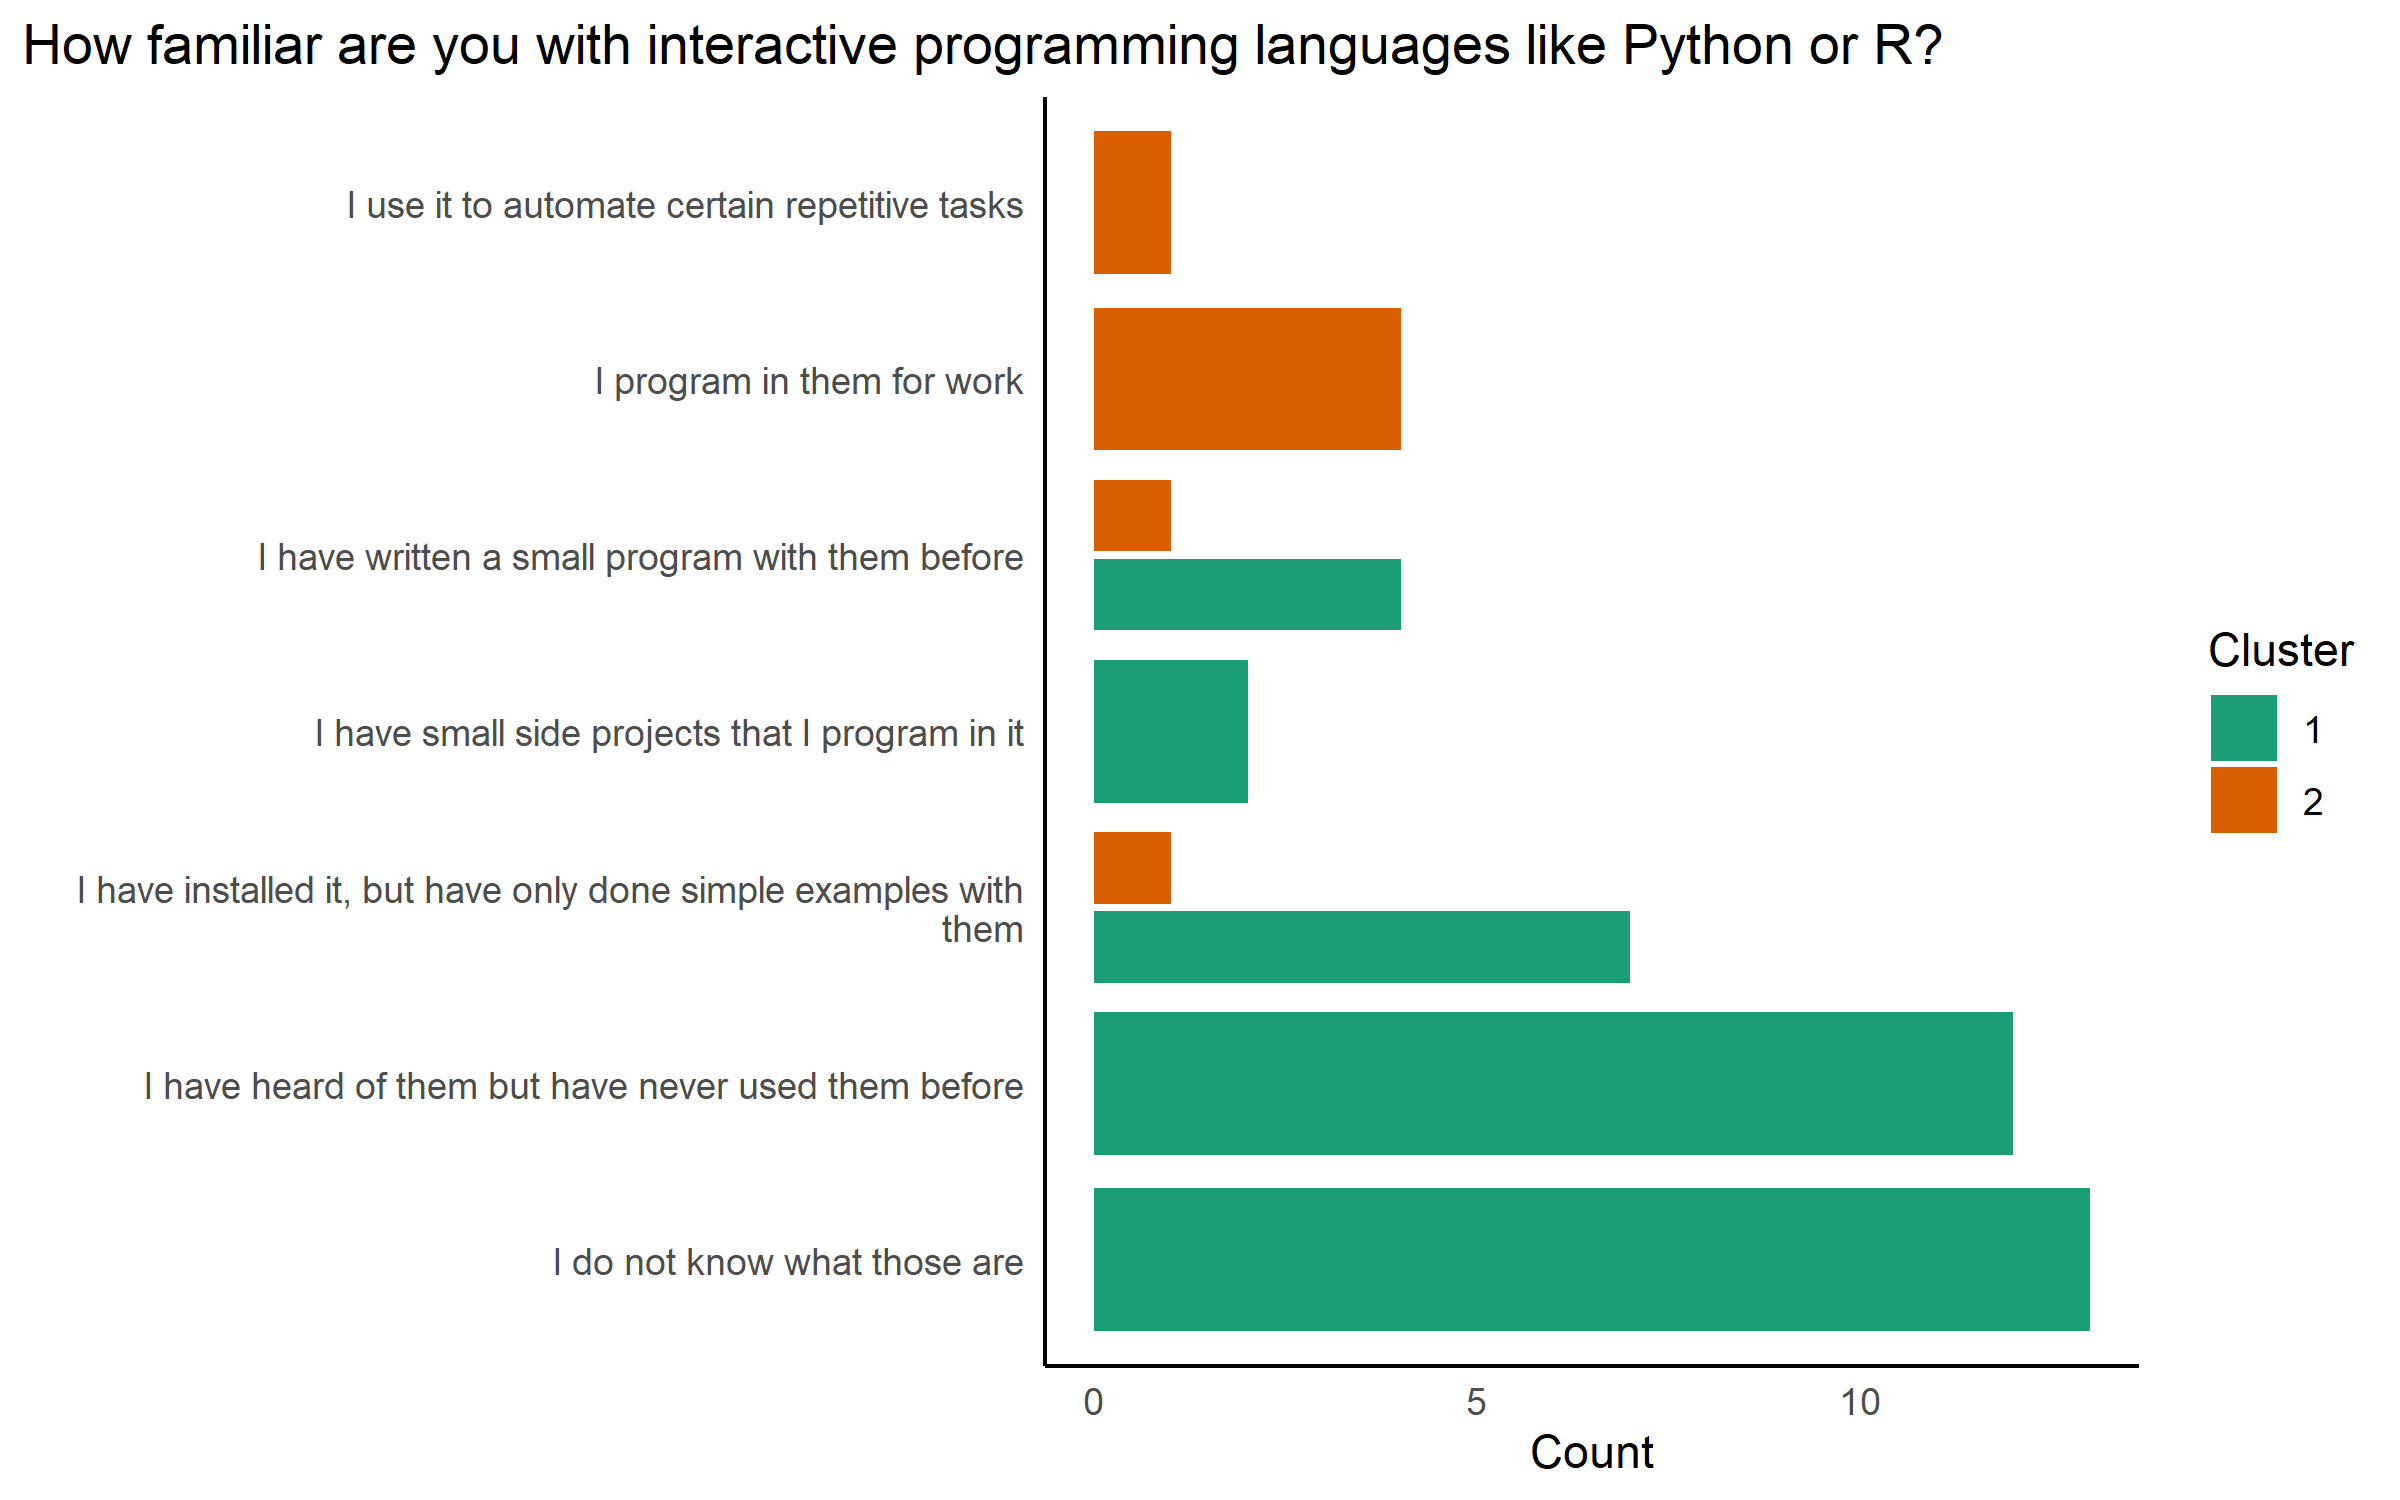 How familiar are you with interactive programming languages like Python or R?
I use it to automate certain repetitive tasks
I program in them for work
I have written a small program with them before
I have small side projects that I program in it
I have installed it, but have only done simple examples with
them
I have heard of them but have never used them before
I do not know what those are
0 5 10
Count
Cluster
1
2